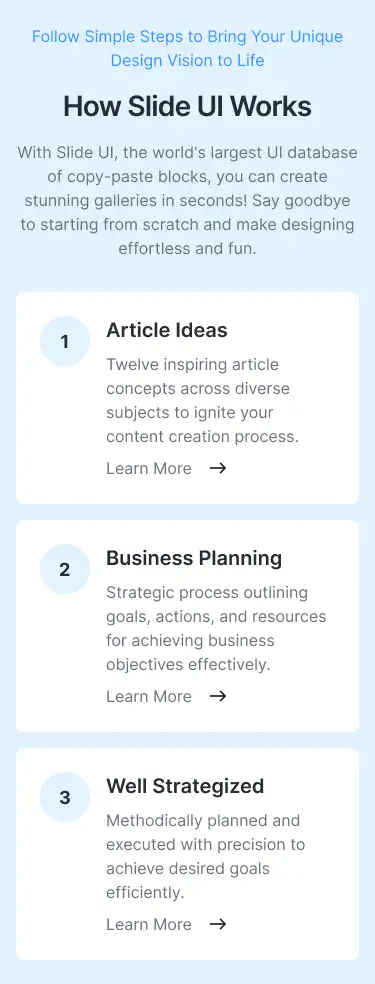 Follow Simple Steps to Bring Your Unique
Design Vision to Life
How Slide UI Works
With Slide UI, the world's largest UI database
of copy-paste blocks, you can create
stunning galleries in seconds! Say goodbye
to starting from scratch and make designing
effortless and fun.
1
Article Ideas
Twelve inspiring article
concepts across diverse
subjects to ignite your
content creation process.
Learn More
2
Business Planning
Strategic process outlining
goals, actions, and resources
for achieving business
objectives effectively.
Learn More
3
Well Strategized
Methodically planned and
executed with precision to
achieve desired goals
efficiently.
Learn More